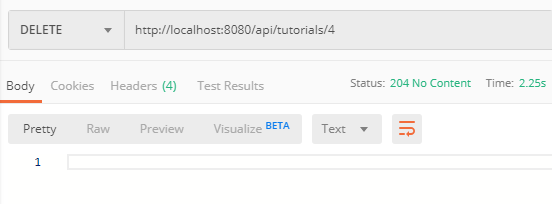 DELETE http://localhost:8080/api/tutorials/4
Body Cookies Headers (4) Test Results Status: 204 No Content Time: 2.25s
Pretty Raw Preview Visualize BETA Text
1